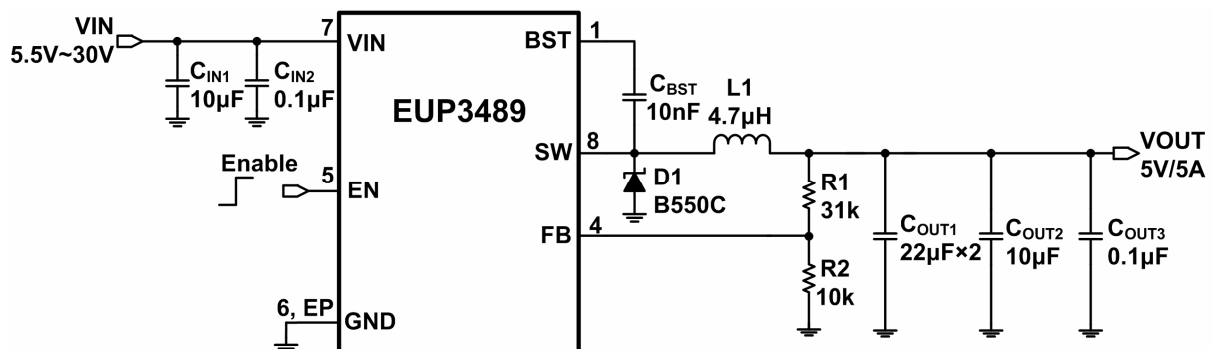 VIN
5.5V~30V
7
VIN
CIN1
10µF
CIN2
0.1µF
Enable
5
EN
6, EP
GND
EUP3489
BST
1
CBST
10nF
L1
4.7µH
SW
8
D1
B550C
FB
4
R1
31k
R2
10k
COUT1
22µF×2
COUT2
10µF
COUT3
0.1µF
VOUT
5V/5A